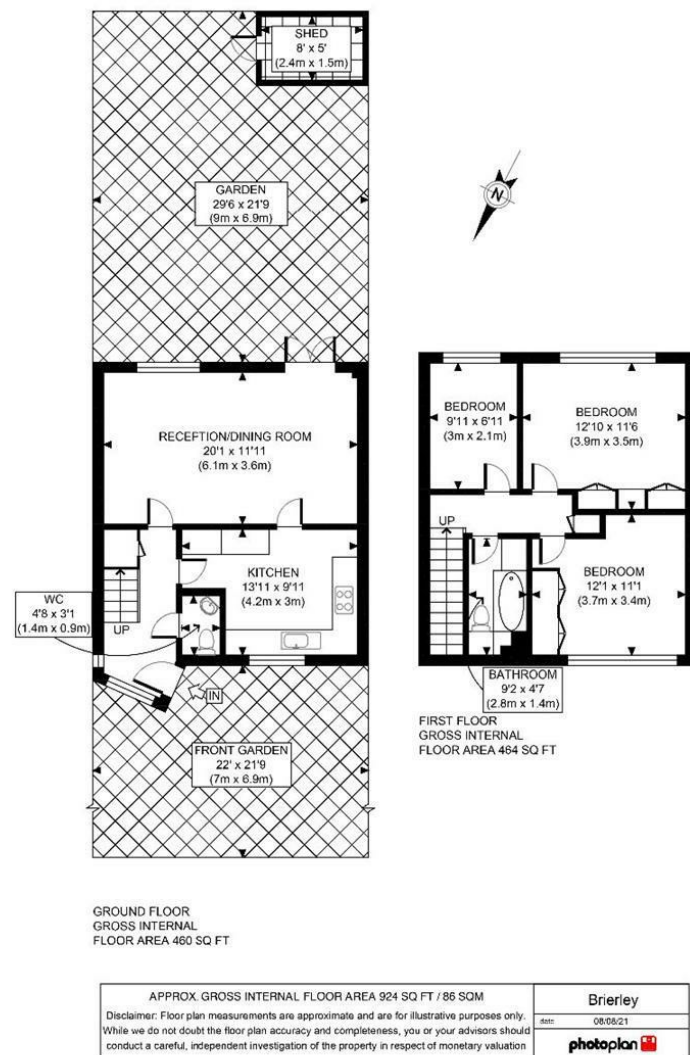 SHED
8' x 5'
(2.4m x 1.5m)
GARDEN
29'6 x 21'9
(9m x 6.9m)
N
RECEPTION/DINING ROOM
20'1 x 11'11
(6.1m x 3.6m)
KITCHEN
13'11 x 9'11
(4.2m x 3m)
WC
4'8 x 3'1
(1.4m x 0.9m)
UP
IN
FRONT GARDEN
22' x 21'9
(7m x 6.9m)
GROUND FLOOR
GROSS INTERNAL
FLOOR AREA 460 SQ FT
BEDROOM
9'11 x 6'11
(3m x 2.1m)
BEDROOM
12'10 x 11'6
(3.9m x 3.5m)
UP
BEDROOM
12'1 x 11'1
(3.7m x 3.4m)
BATHROOM
9'2 x 4'7
(2.8m x 1.4m)
FIRST FLOOR
GROSS INTERNAL
FLOOR AREA 464 SQ FT
APPROX. GROSS INTERNAL FLOOR AREA 924 SQ FT / 86 SQM
Disclaimer: Floor plan measurements are approximate and are for illustrative purposes only.
While we do not doubt the floor plan accuracy and completeness, you or your advisors should
conduct a careful, independent investigation of the property in respect of monetary valuation
Brierley
date 08/08/21
photoplan